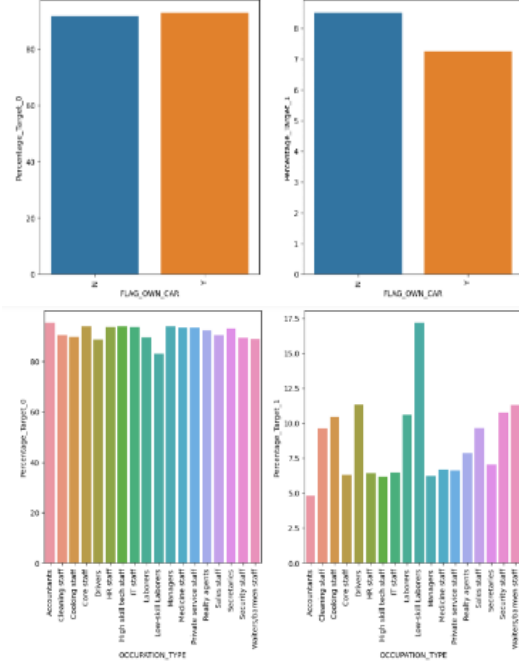 Percentage_Target_0
80
60
40
20
0
N
Y
FLAG_OWN_CAR
Percentage_Target_1
8
7
6
5
4
3
2
1
0
N
Y
FLAG_OWN_CAR
Percentage_Target_0
80
60
40
20
0
Accountants
Cleaning staff
Cooking staff
Core staff
Drivers
HR staff
High skill tech staff
IT staff
Laborers
Low-skill Laborers
Managers
Medicine staff
Private service staff
Realty agents
Sales staff
Secretaries
Security staff
Waiters/barmen staff
OCCUPATION_TYPE
Percentage_Target_1
17.5
15.0
12.5
10.0
7.5
5.0
2.5
0.0
Accountants
Cleaning staff
Cooking staff
Core staff
Drivers
HR staff
High skill tech staff
IT staff
Laborers
Low-skill Laborers
Managers
Medicine staff
Private service staff
Realty agents
Sales staff
Secretaries
Security staff
Waiters/barmen staff
OCCUPATION_TYPE